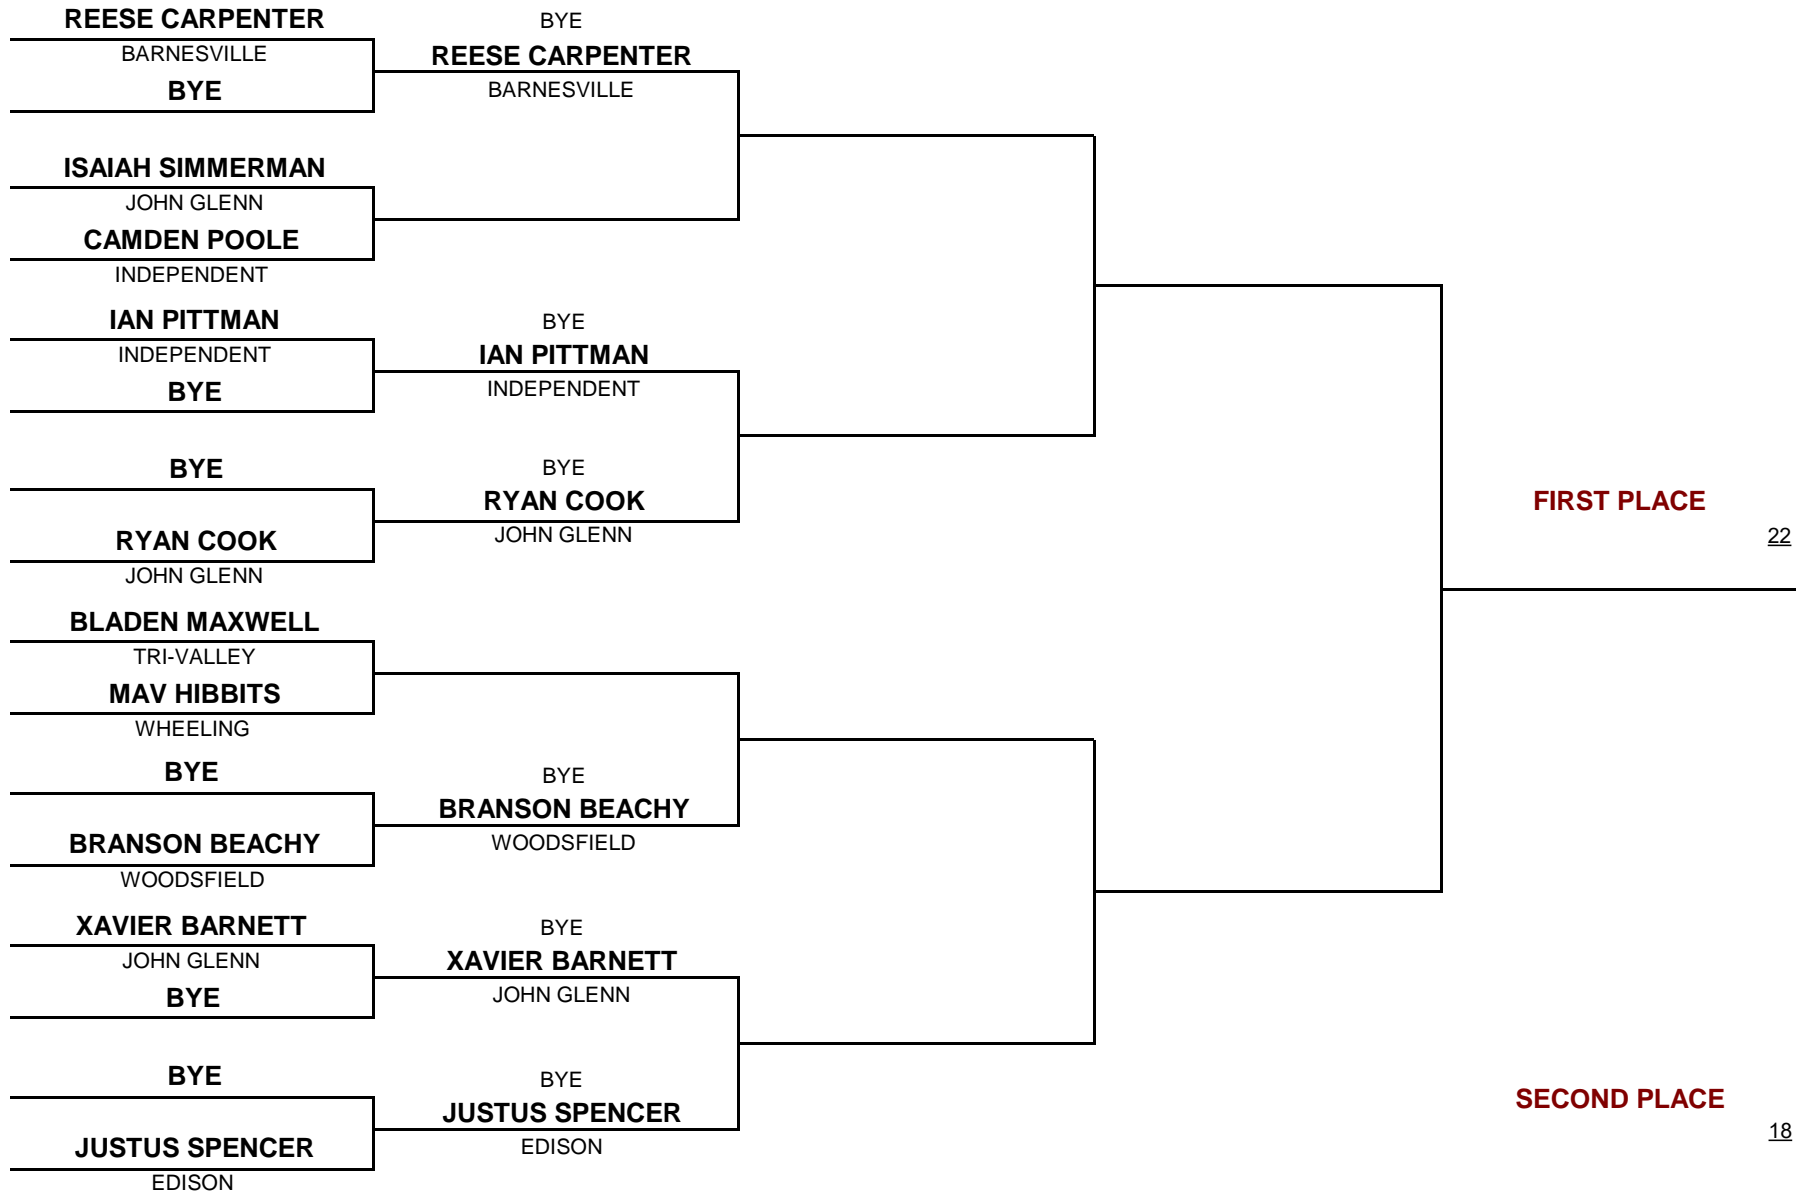 REESE CARPENTER
BARNESVILLE
BYE
ISAIAH SIMMERMAN
JOHN GLENN
CAMDEN POOLE
INDEPENDENT
IAN PITTMAN
INDEPENDENT
BYE
BYE
RYAN COOK
JOHN GLENN
BLADEN MAXWELL
TRI-VALLEY
MAV HIBBITS
WHEELING
BYE
BRANSON BEACHY
WOODSFIELD
XAVIER BARNETT
JOHN GLENN
BYE
BYE
JUSTUS SPENCER
EDISON
BYE
REESE CARPENTER
BARNESVILLE
BYE
IAN PITTMAN
INDEPENDENT
BYE
RYAN COOK
JOHN GLENN
BYE
BRANSON BEACHY
WOODSFIELD
BYE
XAVIER BARNETT
JOHN GLENN
BYE
JUSTUS SPENCER
EDISON
FIRST PLACE
22
SECOND PLACE
18